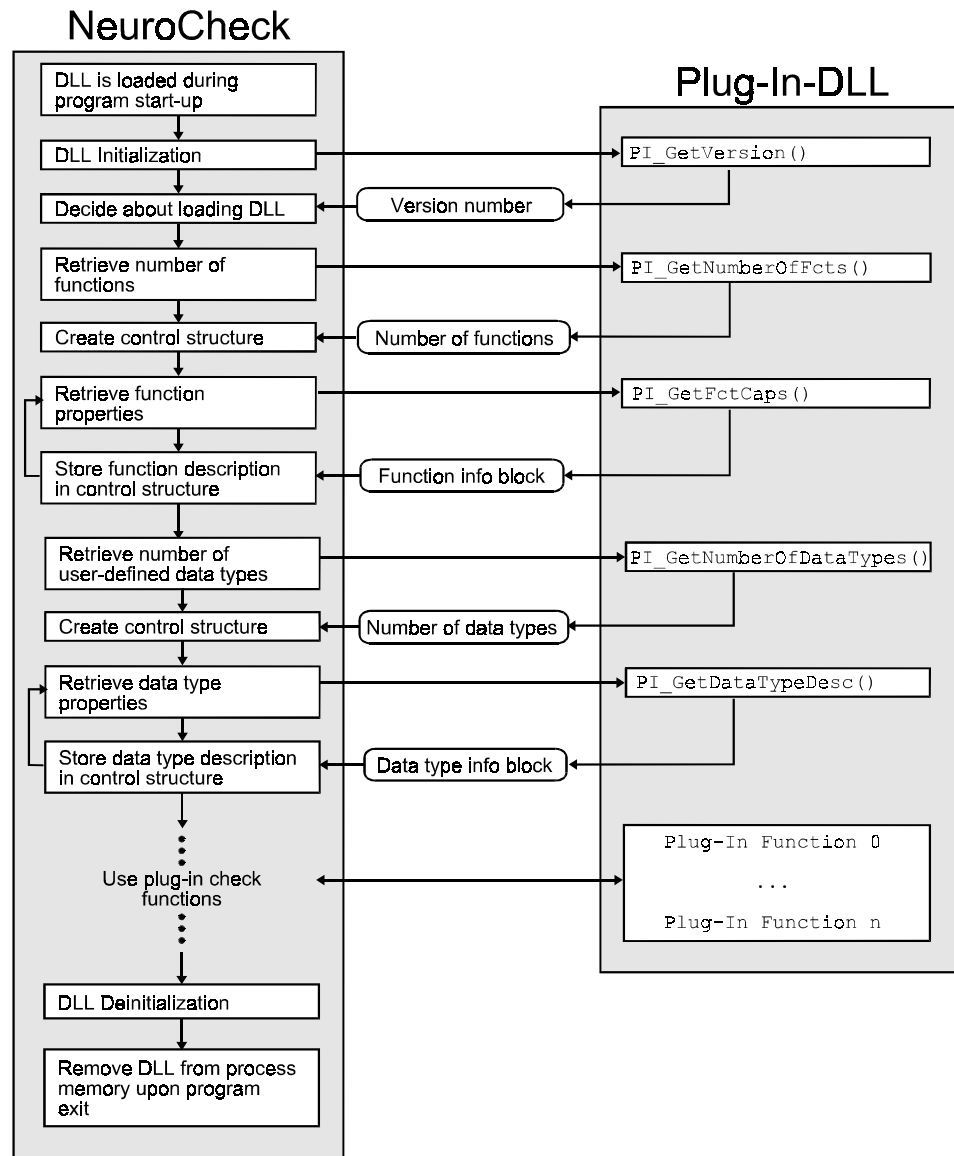 NeuroCheck
Plug-In-DLL
DLL is loaded during
program start-up
DLL Initialization
PI_GetVersion()
Version number
Decide about loading DLL
Retrieve number of
functions
PI_GetNumberOfFcts()
Number of functions
Create control structure
Retrieve function
properties
PI_GetFctCaps()
Function info block
Store function description
in control structure
Retrieve number of
user-defined data types
PI_GetNumberOfDataTypes()
Number of data types
Create control structure
Retrieve data type
properties
PI_GetDataTypeDesc()
Data type info block
Store data type description
in control structure
Use plug-in check
functions
Plug-In Function 0
...
Plug-In Function n
DLL Deinitialization
Remove DLL from process
memory upon program
exit